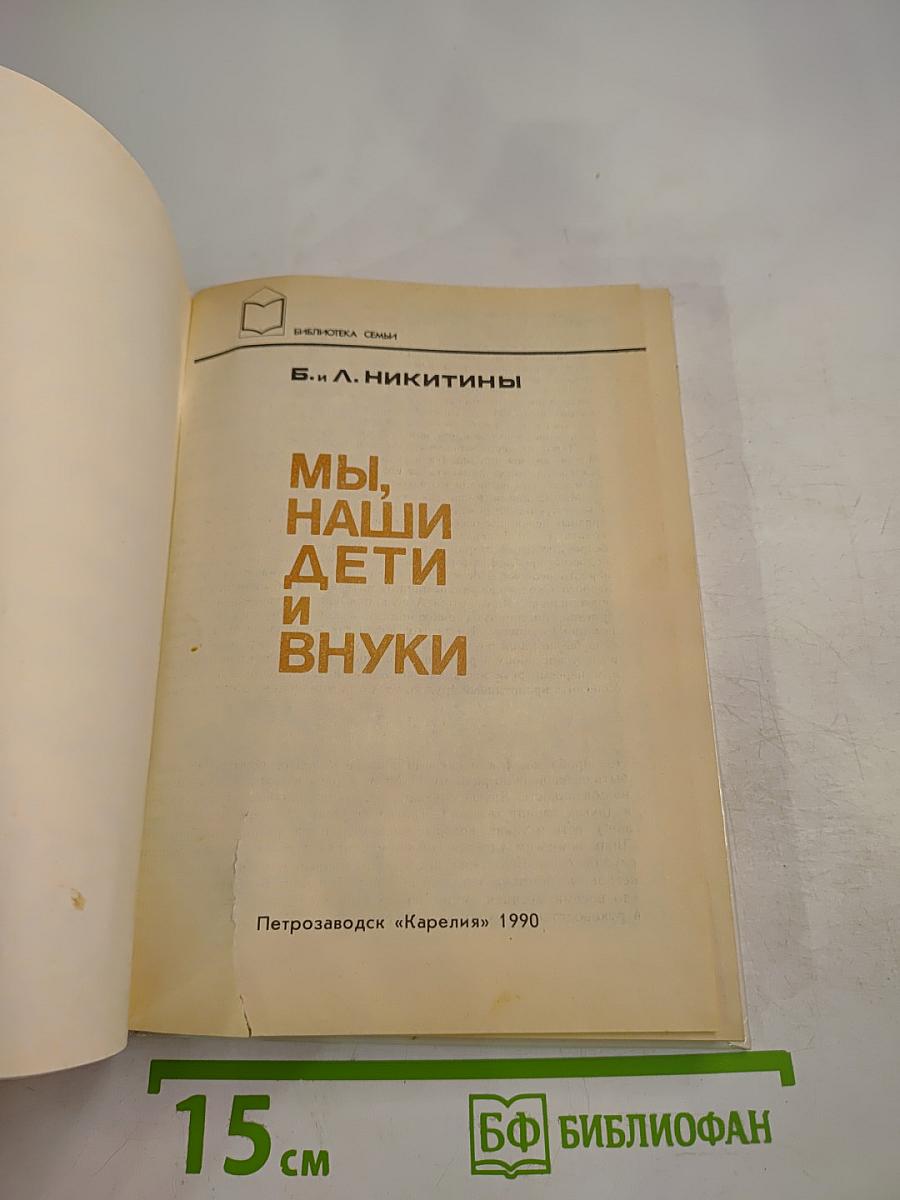 БИБЛИОТЕКА СЕМЬИ
Б. и Л. НИКИТИНЫ
МЫ,
НАШИ
ДЕТИ
и
ВНУКИ
Петрозаводск «Карелия» 1990
15 см
БФ БИБЛИОФАН